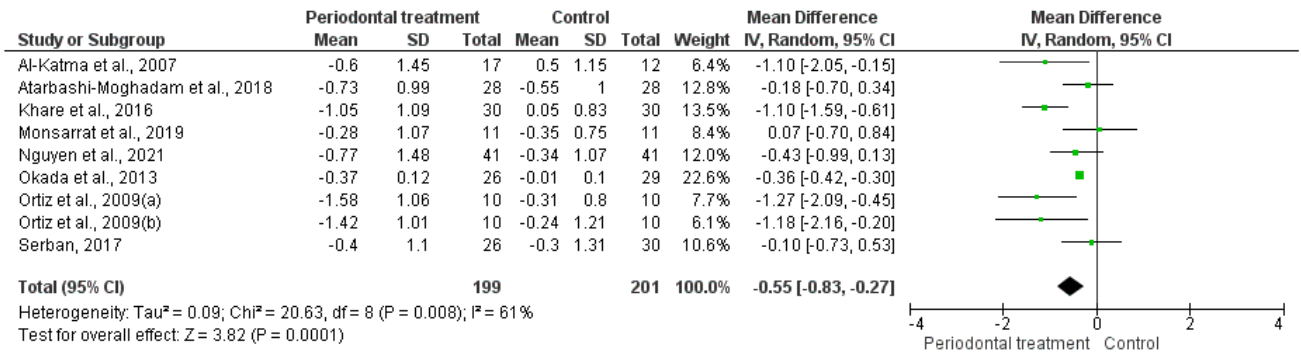 Periodontal treatment Control Mean Difference Mean Difference
Study or Subgroup Mean SD Total Mean SD Total Weight IV, Random, 95% CI IV, Random, 95% CI
Al-Katma et al., 2007 -0.6 1.45 17 0.5 1.15 12 6.4% -1.10 [-2.05, -0.15]
Atarbashi-Moghadam et al., 2018 -0.73 0.99 28 -0.55 1 28 12.8% -0.18 [-0.70, 0.34]
Khare et al., 2016 -1.05 1.09 30 0.05 0.83 30 13.5% -1.10 [-1.59, -0.61]
Monsarrat et al., 2019 -0.28 1.07 11 -0.35 0.75 11 8.4% 0.07 [-0.70, 0.84]
Nguyen et al., 2021 -0.77 1.48 41 -0.34 1.07 41 12.0% -0.43 [-0.99, 0.13]
Okada et al., 2013 -0.37 0.12 26 -0.01 0.1 29 22.6% -0.36 [-0.42, -0.30]
Ortiz et al., 2009(a) -1.58 1.06 10 -0.31 0.8 10 7.7% -1.27 [-2.09, -0.45]
Ortiz et al., 2009(b) -1.42 1.01 10 -0.24 1.21 10 6.1% -1.18 [-2.16, -0.20]
Serban, 2017 -0.4 1.1 26 -0.3 1.31 30 10.6% -0.10 [-0.73, 0.53]
Total (95% CI) 199 201 100.0% -0.55 [-0.83, -0.27]
Heterogeneity: Tau² = 0.09; Chi² = 20.63, df = 8 (P = 0.008); I² = 61%
Test for overall effect: Z = 3.82 (P = 0.0001)
-4 -2 0 2 4
Periodontal treatment Control